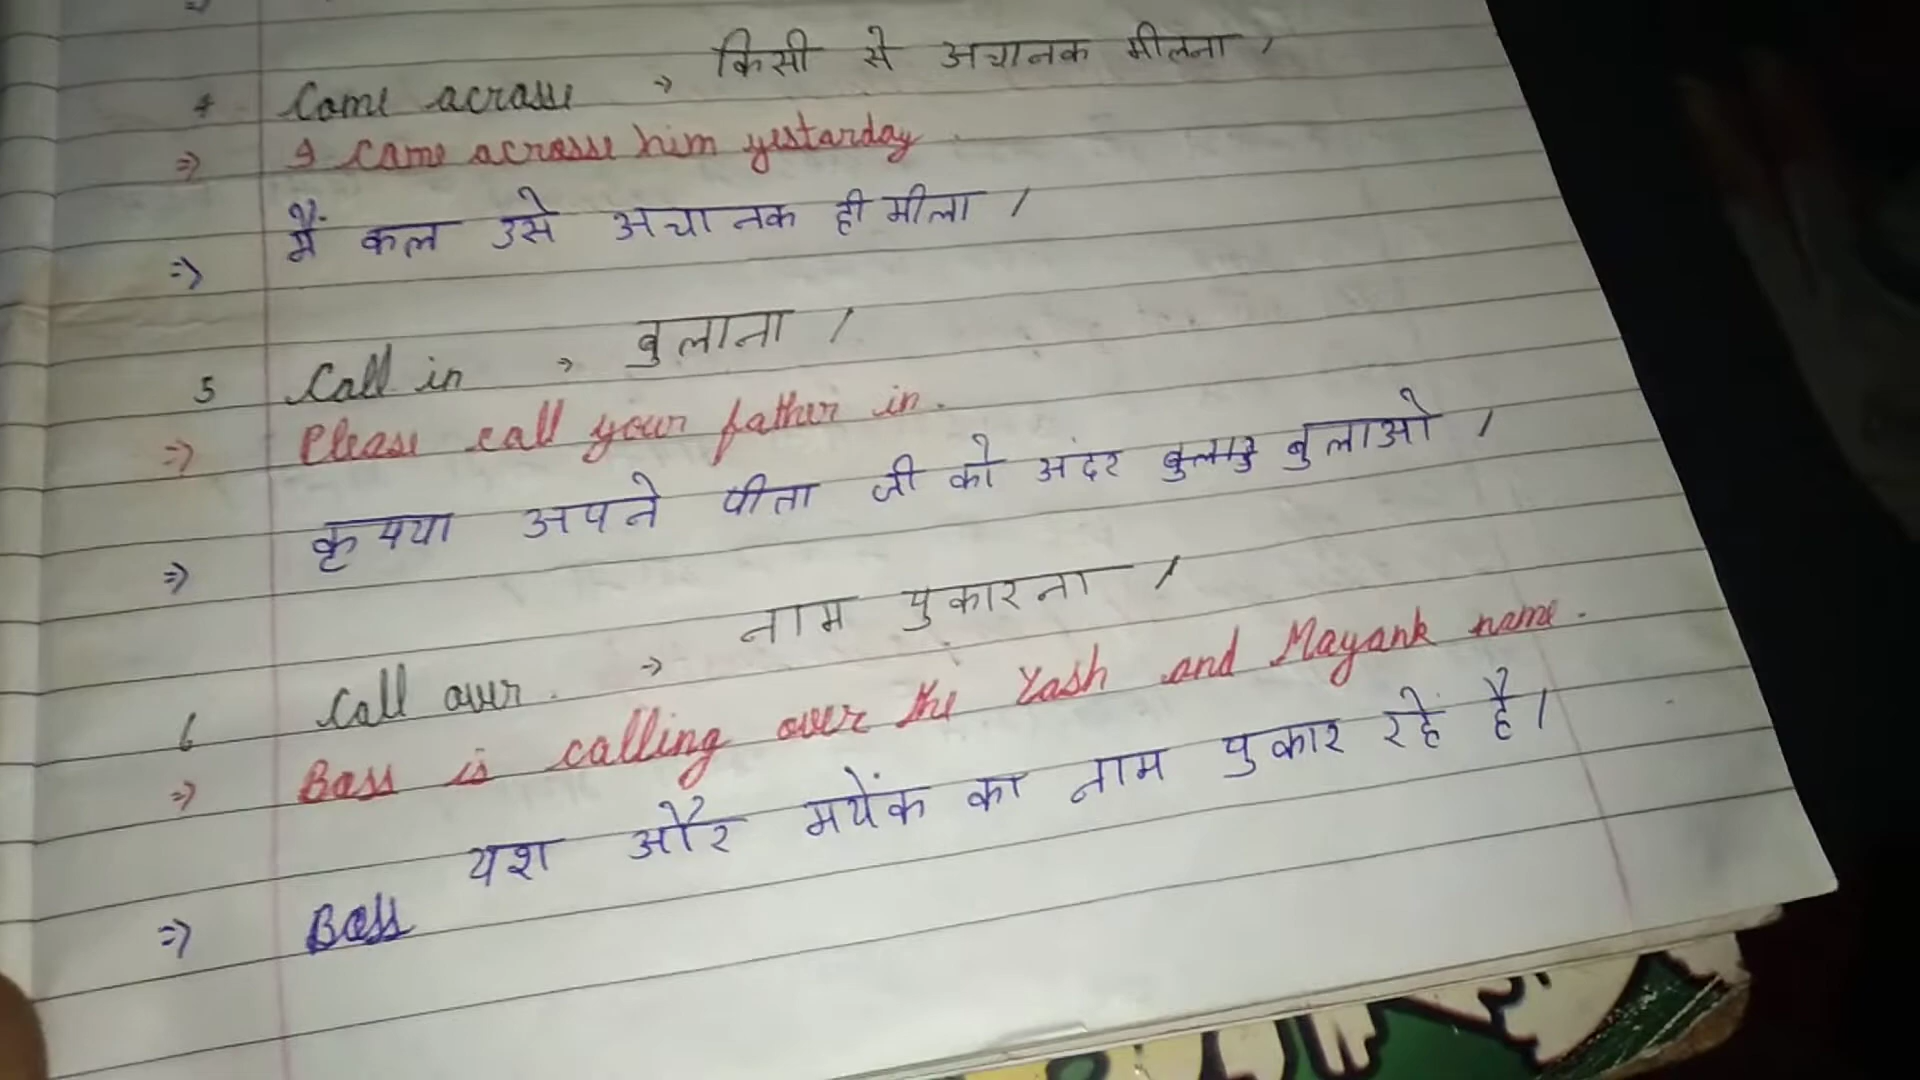 4 Come acrosse → किसी से अचानक मीलना /
⇒ I came acrosse him yestarday
⇒ मैं कल उसे अचानक ही मीला /
5 Call in → बुलाना /
⇒ Please call your father in.
⇒ कृपया अपने पीता जी को अंदर बुलाओ /
6 Call over. → नाम पुकारना /
⇒ Bass is calling over the Yash and Mayank name.
⇒ Boss यश और मयेंक का नाम पुकार रहें है /